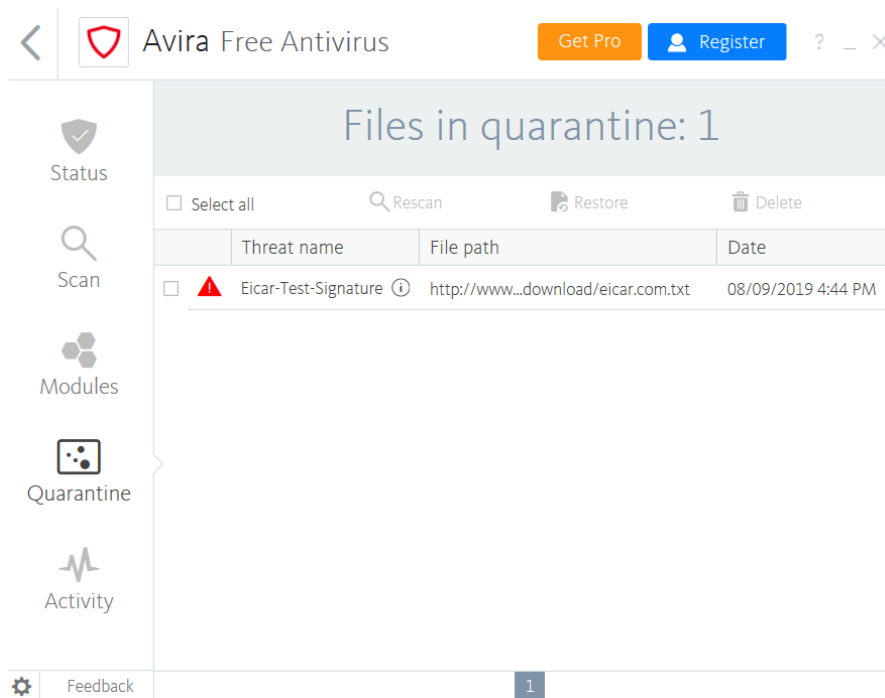 Avira Free Antivirus
Get Pro
Register
?
Status
Scan
Modules
Quarantine
Activity
Files in quarantine: 1
Select all
Rescan
Restore
Delete
Threat name
File path
Date
Eicar-Test-Signature
http://www...download/eicar.com.txt
08/09/2019 4:44 PM
Feedback
1